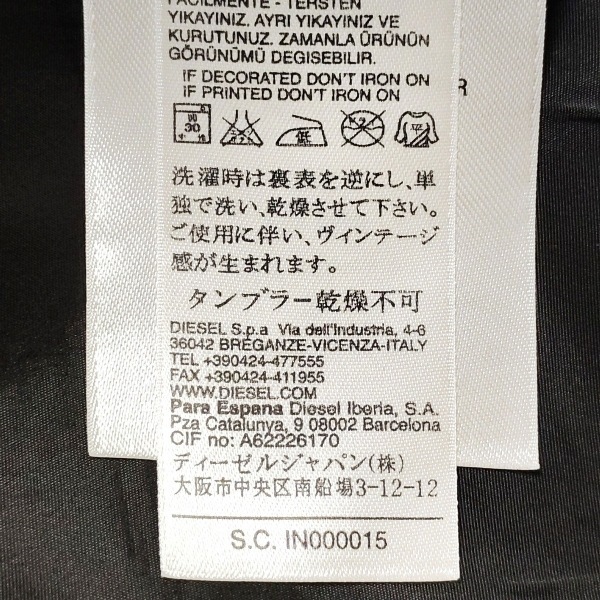 FACILMENTE - TERSTEN
YIKAYINIZ. AYRI YIKAYINIZ VE
KURUTUNUZ. ZAMANLA ÜRÜNÜN
GÖRÜNÜMÜ DEGISEBILIR.
IF DECORATED DON'T IRON ON
IF PRINTED DON'T IRON ON
R
30
低
平
洗濯時は裏表を逆にし、単
独で洗い、乾燥させて下さい。
ご使用に伴い、ヴィンテージ
感が生まれます。
タンブラー乾燥不可
DIESEL S.p.a Via dell'Industria, 4-6
36042 BREGANZE-VICENZA-ITALY
TEL +390424-477555
FAX +390424-411955
WWW.DIESEL.COM
Para Espana Diesel Iberia, S.A.
Pza Catalunya, 9 08002 Barcelona
CIF no: A62226170
ディーゼルジャパン(株)
大阪市中央区南船場3-12-12
S.C. IN000015